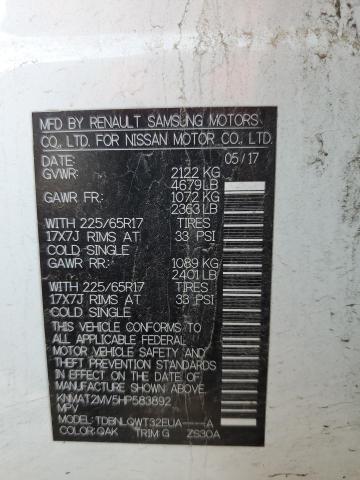 MFD BY RENAULT SAMSUNG MOTORS
CO., LTD. FOR NISSAN MOTOR CO., LTD.
DATE: 05/17
GVWR: 2122 KG
4679LB
GAWR FR: 1072 KG
2363 LB
WITH 225/65R17 TIRES
17X7J RIMS AT 33 PSI
COLD SINGLE
GAWR RR: 1089 KG
2401LB
WITH 225/65R17 TIRES
17X7J RIMS AT 33 PSI
COLD SINGLE
THIS VEHICLE CONFORMS TO
ALL APPLICABLE FEDERAL
MOTOR VEHICLE SAFETY AND
THEFT PREVENTION
STANDARDS IN EFFECT ON THE
DATE OF MANUFACTURE
SHOWN ABOVE.
KNMAT2MV5HP583892
MPV
MODEL: TDBNLQWT32EUA-----A
COLOR: QAK TRIM G ZS30A